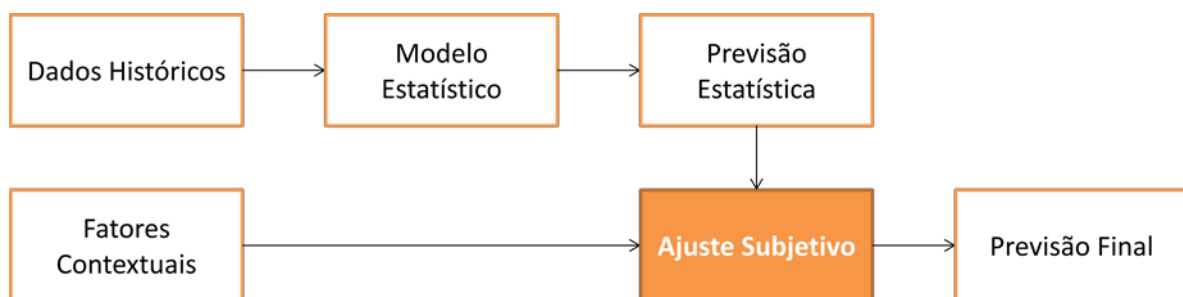 Dados Históricos
Modelo
Estatístico
Previsão
Estatística
Fatores
Contextuais
Ajuste Subjetivo
Previsão Final